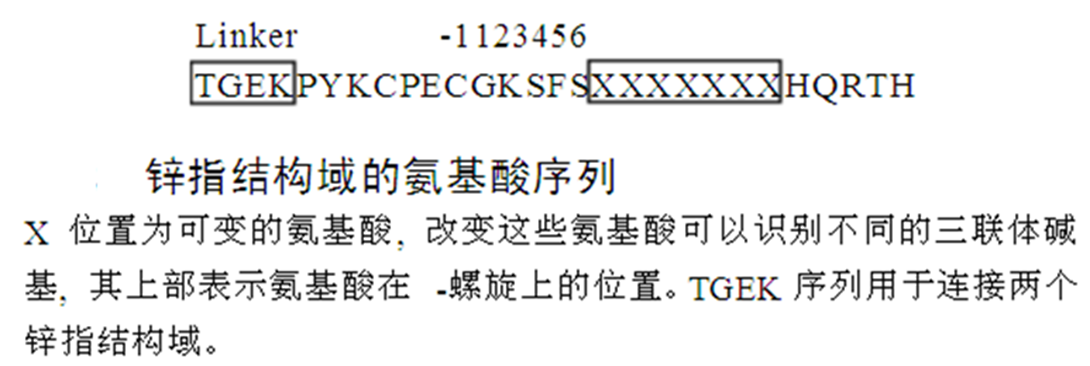 Linker -1123456
TGEKPYKCPECGKSFSXXXXXXXHQRTH
锌指结构域的氨基酸序列
X 位置为可变的氨基酸, 改变这些氨基酸可以识别不同的三联体碱
基, 其上部表示氨基酸在 -螺旋上的位置。TGEK 序列用于连接两个
锌指结构域。